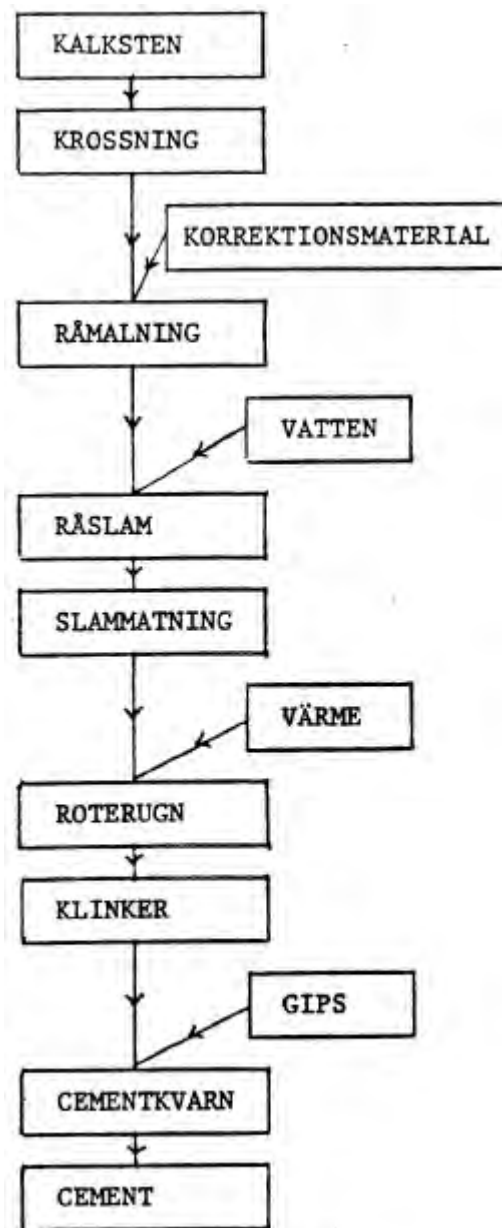 KALKSTEN
KROSSNING
KORREKTIONSMATERIAL
RÅMALNING
VATTEN
RÅSLAM
SLAMMATNING
VÄRME
ROTERUGN
KLINKER
GIPS
CEMENTKVARN
CEMENT